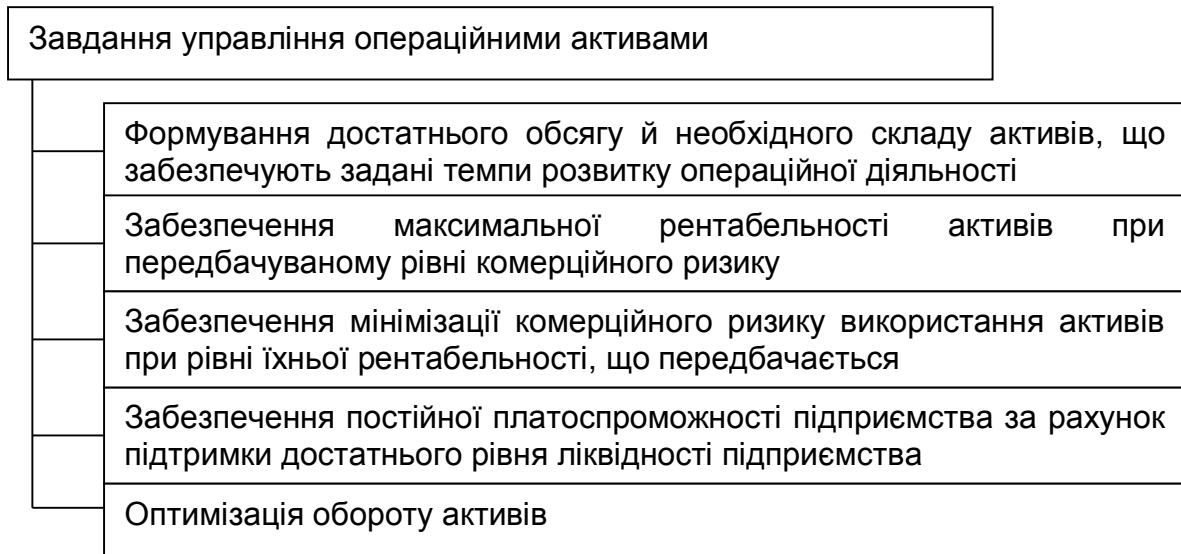 Завдання управління операційними активами
Формування достатнього обсягу й необхідного складу активів, що
забезпечують задані темпи розвитку операційної діяльності
Забезпечення максимальної рентабельності активів при
передбачуваному рівні комерційного ризику
Забезпечення мінімізації комерційного ризику використання активів
при рівні їхньої рентабельності, що передбачається
Забезпечення постійної платоспроможності підприємства за рахунок
підтримки достатнього рівня ліквідності підприємства
Оптимізація обороту активів